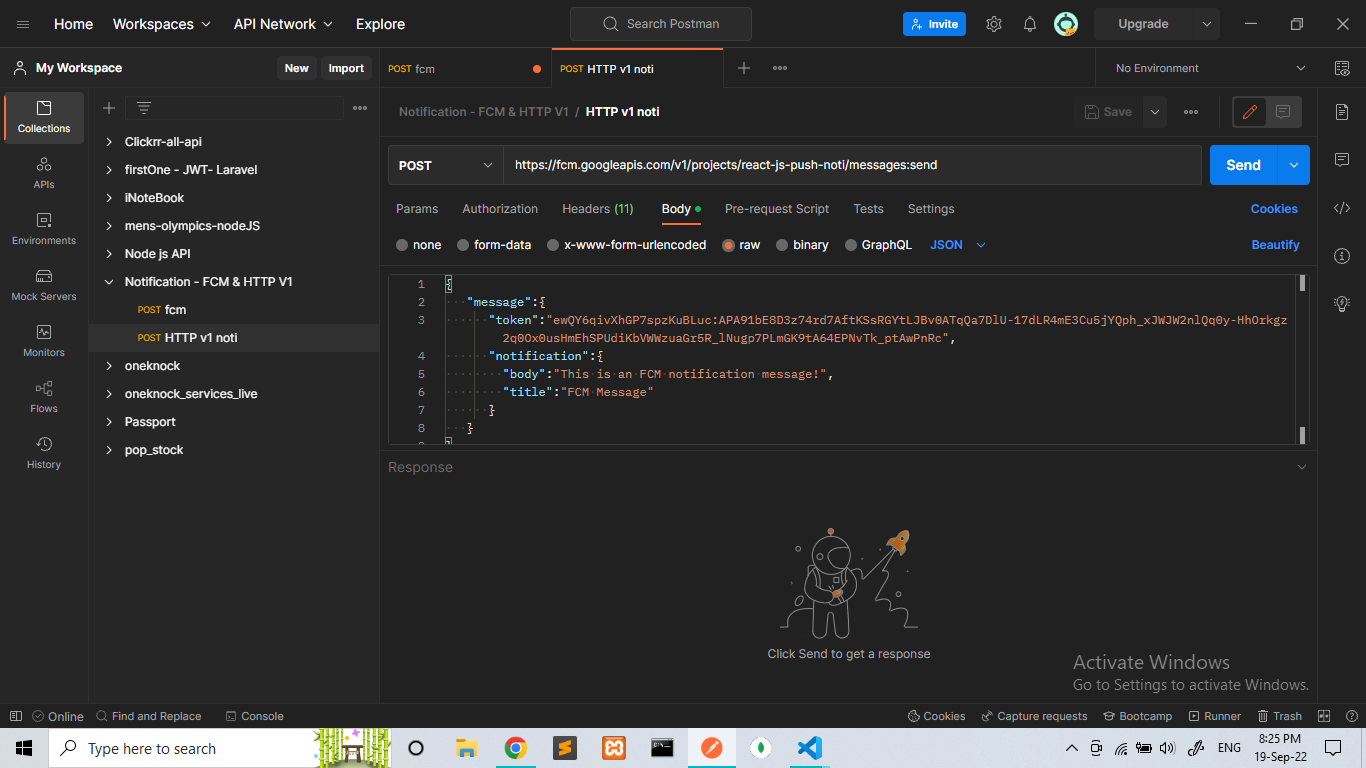 Home Workspaces API Network Explore Search Postman Invite Upgrade
My Workspace New Import POST fcm POST HTTP v1 noti No Environment
Collections
APIs
Environments
Mock Servers
Monitors
Flows
History
Clickrr-all-api
firstOne - JWT- Laravel
iNoteBook
mens-olympics-nodeJS
Node js API
Notification - FCM & HTTP V1
POST fcm
POST HTTP v1 noti
oneknock
oneknock_services_live
Passport
pop_stock
Notification - FCM & HTTP V1 / HTTP v1 noti Save
POST https://fcm.googleapis.com/v1/projects/react-js-push-noti/messages:send Send
Params Authorization Headers (11) Body Pre-request Script Tests Settings Cookies
none form-data x-www-form-urlencoded raw binary GraphQL JSON Beautify
1 {
2 "message":{
3 "token":"ewQY6qivXhGP7spzKuBLuc:APA91bE8D3z74rd7AftKSsRGYtLJBv0ATqQa7DlU-17dLR4mE3Cu5jYQph_xJWJW2nlQq0y-HhOrkgz
2q0Ox0usHmEhSPUdiKbVWWzuaGr5R_lNugp7PLmGK9tA64EPNvTk_ptAwPnRc",
4 "notification":{
5 "body":"This is an FCM notification message!",
6 "title":"FCM Message"
7 }
8 }
9 }
Response
Click Send to get a response
Activate Windows
Go to Settings to activate Windows.
Online Find and Replace Console Cookies Capture requests Bootcamp Runner Trash
Type here to search ENG 8:25 PM
19-Sep-22